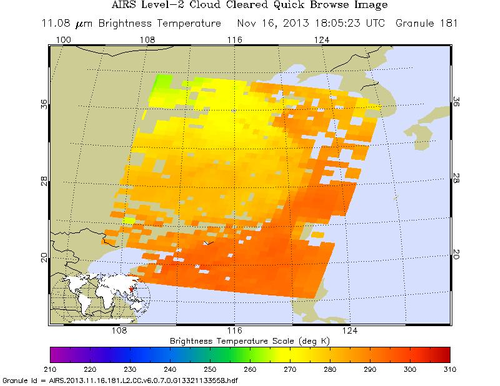 AIRS Level-2 Cloud Cleared Quick Browse Image
11.08 μm Brightness Temperature Nov 16, 2013 18:05:23 UTC Granule 181
100 108 116 124
36 36
28 28
20 20
108 116 124
Brightness Temperature Scale (deg K)
210 220 230 240 250 260 270 280 290 300 310
Granule Id = AIRS.2013.11.16.181.L2.CC.v6.0.7.0.G13321133558.hdf